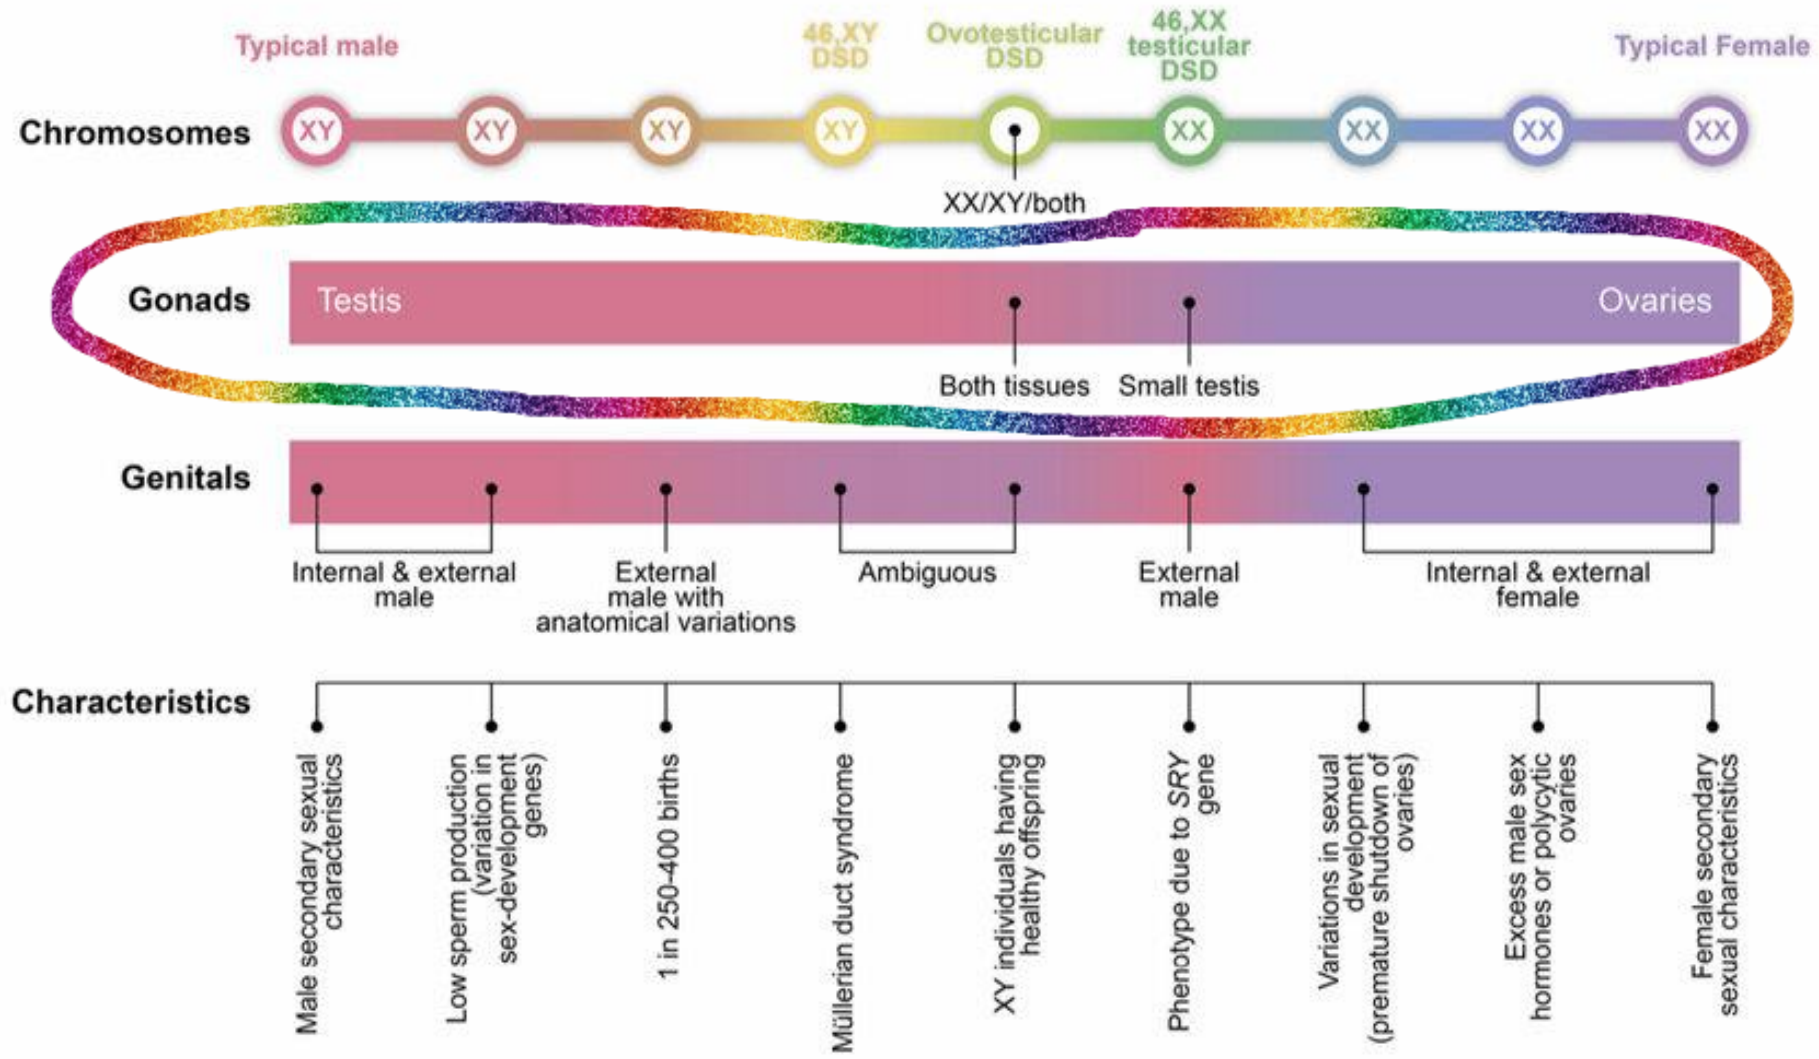 Typical male
46,XY
DSD
Ovotesticular
DSD
46,XX
testicular
DSD
Typical Female
Chromosomes
XY
XY
XY
XY
XX
XX
XX
XX
XX/XY/both
Gonads
Testis
Ovaries
Both tissues
Small testis
Genitals
Internal & external
male
External
male with
anatomical variations
Ambiguous
External
male
Internal & external
female
Characteristics
Male secondary sexual
characteristics
Low sperm production
(variation in
sex-development
genes)
1 in 250-400 births
Müllerian duct syndrome
XY individuals having
healthy offspring
Phenotype due to SRY
gene
Variations in sexual
development
(premature shutdown of
ovaries)
Excess male sex
hormones or polycytic
ovaries
Female secondary
sexual characteristics